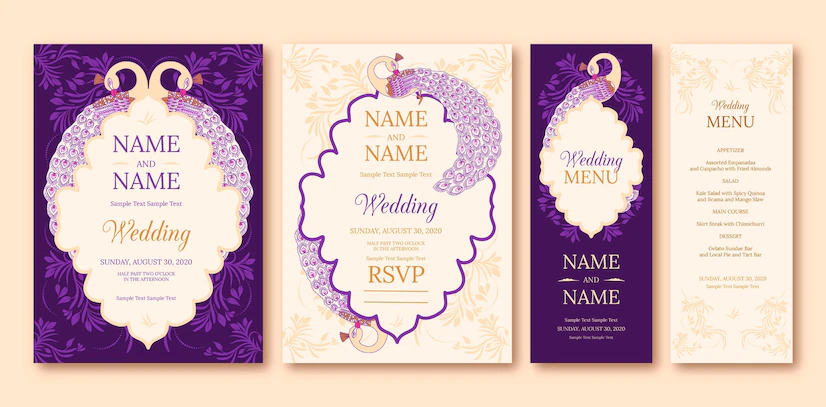 NAME
AND
NAME
Sample Text Sample Text
Wedding
SUNDAY, AUGUST 30, 2020
HALF PAST TWO O'CLOCK
IN THE AFTERNOON
Sample Text Sample Text
NAME
AND
NAME
Sample Text Sample Text
Wedding
SUNDAY, AUGUST 30, 2020
HALF PAST TWO O'CLOCK
IN THE AFTERNOON
Sample Text Sample Text
RSVP
Wedding
MENU
NAME
AND
NAME
Sample Text Sample Text
SUNDAY, AUGUST 30, 2020
Sample Text Sample Text
Wedding
MENU
APPETIZER
Assorted Empanadas
and Gazpacho with Fried Almonds
SALAD
Kale Salad with Spicy Quinoa
and Jicama and Mango Slaw
MAIN COURSE
Skirt Steak with Chimichurri
DESSERT
Gelato Sundae Bar
and Local Pie and Tart Bar
SUNDAY, AUGUST 30, 2020
Sample Text Sample Text